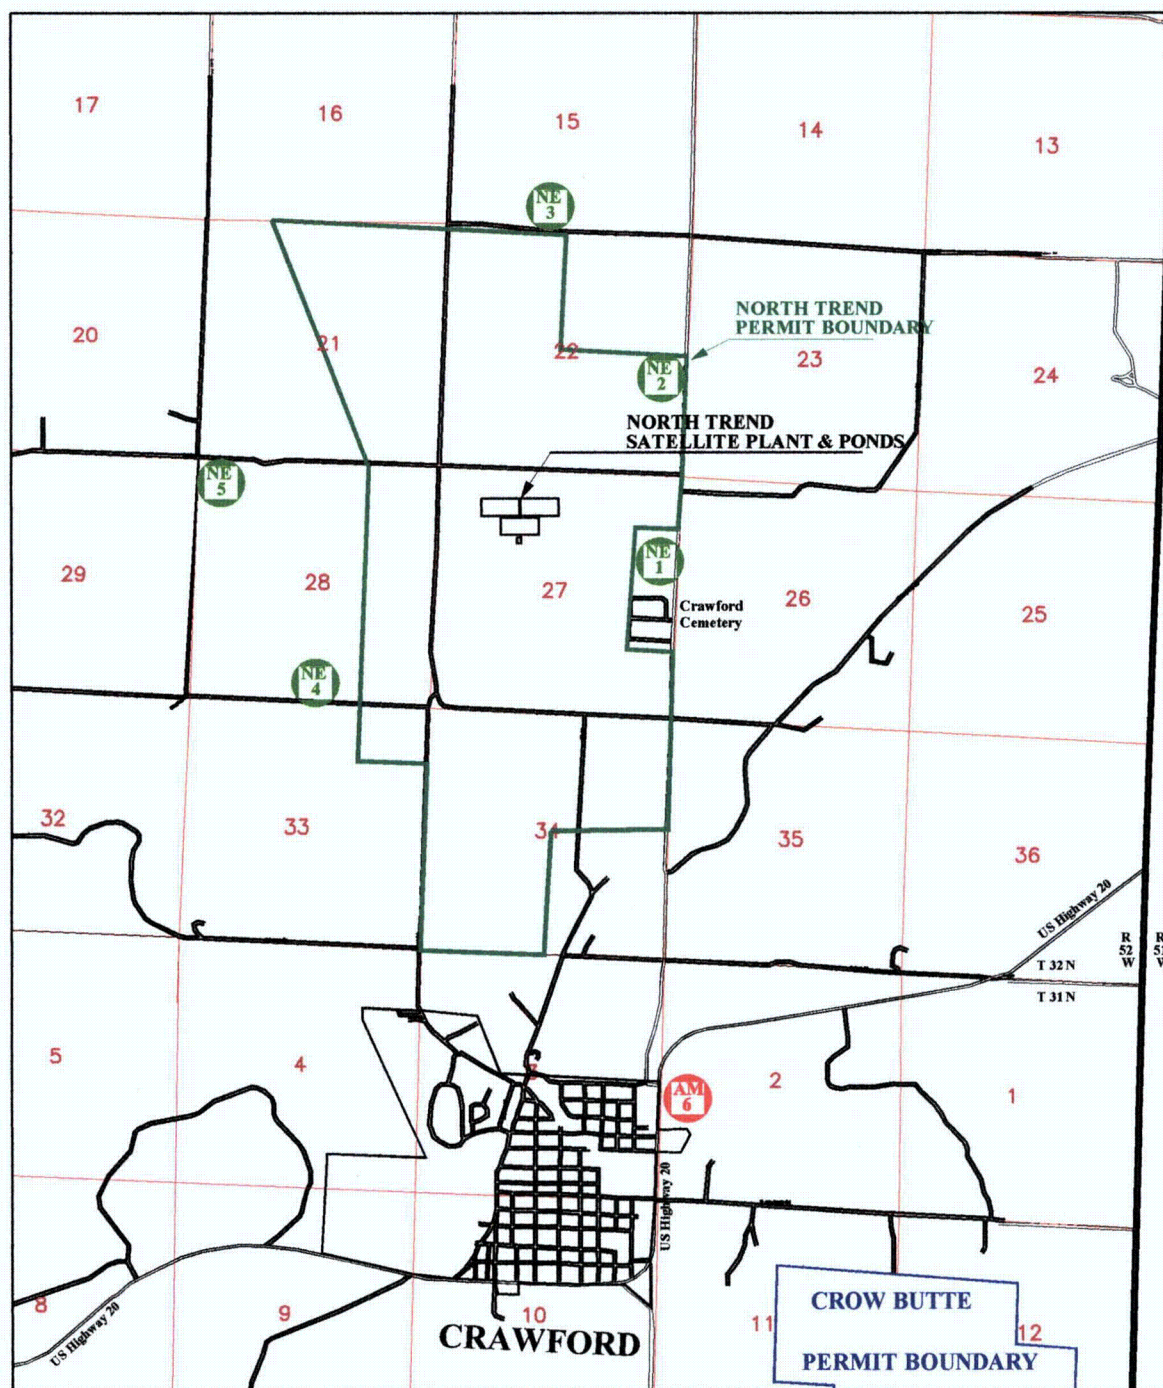 17
16
15
14
13
NE
3
20
21
22
23
24
NORTH TREND
PERMIT BOUNDARY
NE
2
NORTH TREND
SATELLITE PLANT & PONDS
NE
5
NE
1
29
28
27
26
25
Crawford
Cemetery
NE
4
32
33
34
35
36
US Highway 20
R
52
W
T 32 N
T 31 N
5
4
2
1
AM
6
US Highway 20
8
9
10
11
12
US Highway 20
CRAWFORD
CROW BUTTE
PERMIT BOUNDARY